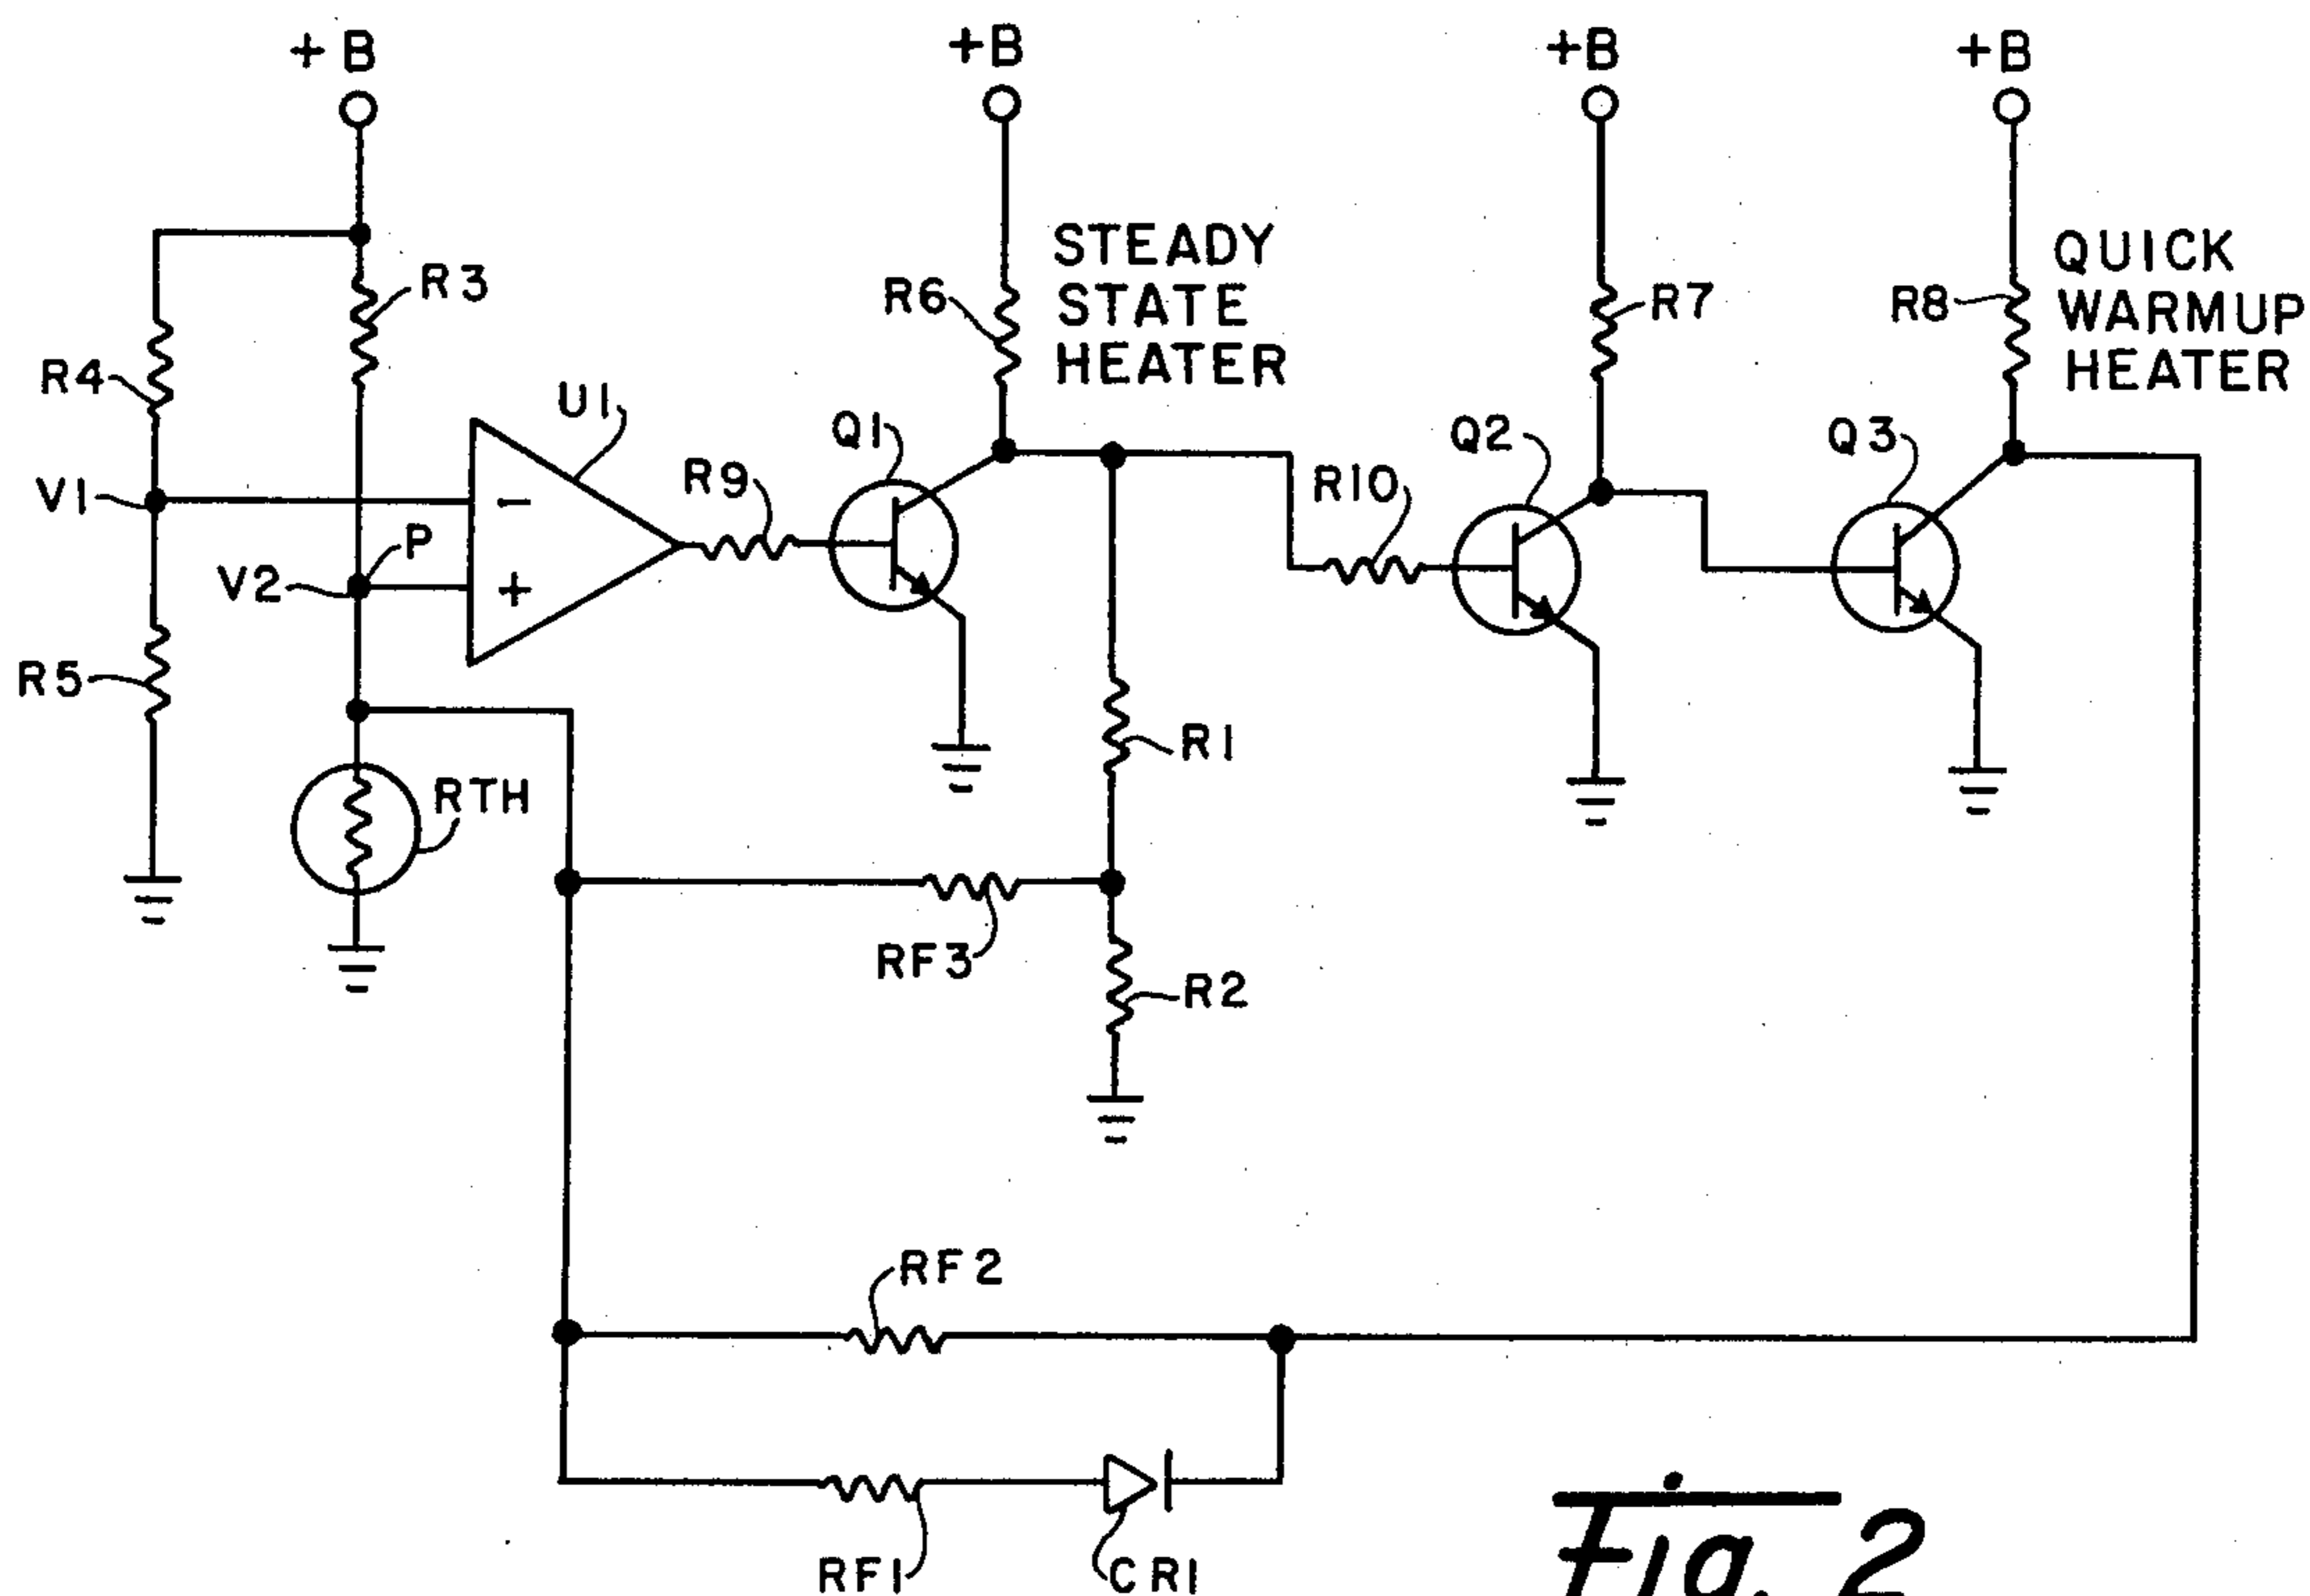 +B
+B
+B
+B
R3
R4
V1
V2
P
R5
RTH
U1
-
+
R9
Q1
R6
STEADY
STATE
HEATER
R1
RF3
R2
R10
Q2
R7
Q3
R8
QUICK
WARMUP
HEATER
RF2
RF1
CR1
Fig. 2